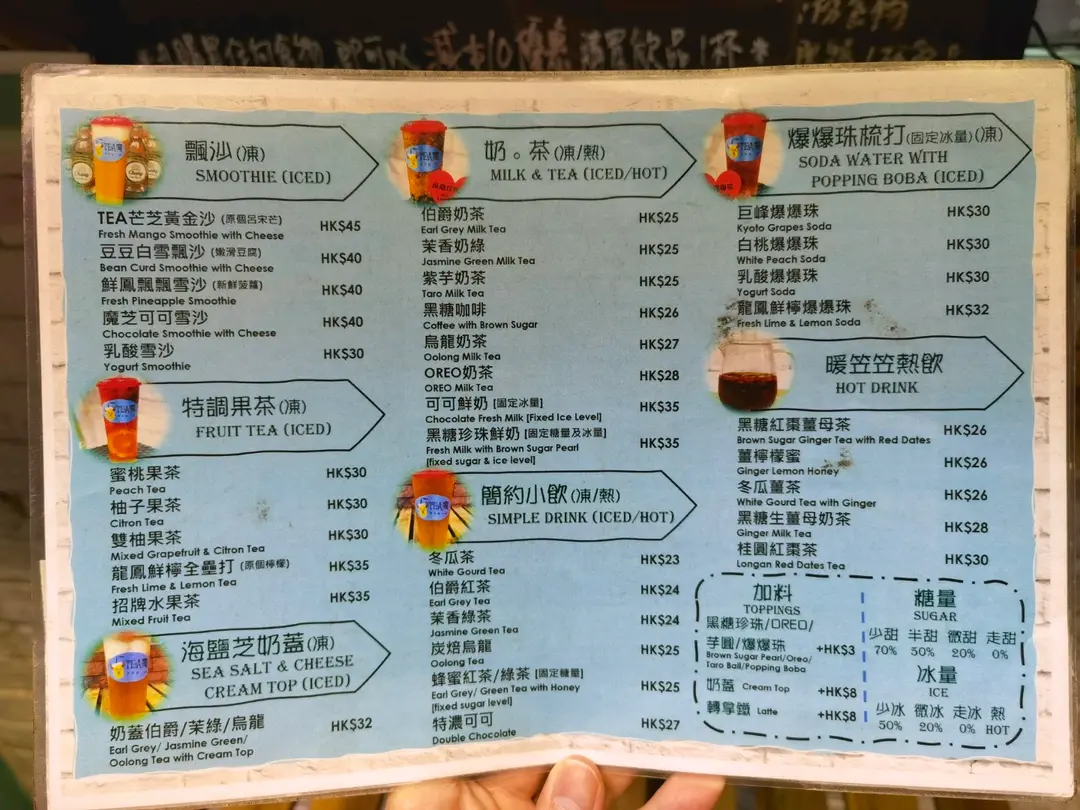 即可以減$10優惠購買飲品1杯*
飄沙(凍)
SMOOTHIE (ICED)
TEA芒芝黃金沙 (原個呂宋芒) HK$45
Fresh Mango Smoothie with Cheese
豆豆白雪飄沙 (嫩滑豆腐) HK$40
Bean Curd Smoothie with Cheese
鮮鳳飄飄雪沙 (新鮮菠蘿) HK$40
Fresh Pineapple Smoothie
魔芝可可雪沙 HK$40
Chocolate Smoothie with Cheese
乳酸雪沙 HK$30
Yogurt Smoothie
特調果茶(凍)
FRUIT TEA (ICED)
蜜桃果茶 HK$30
Peach Tea
柚子果茶 HK$30
Citron Tea
雙柚果茶 HK$30
Mixed Grapefruit & Citron Tea
龍鳳鮮檸全壘打 (原個檸檬) HK$35
Fresh Lime & Lemon Tea
招牌水果茶 HK$35
Mixed Fruit Tea
海鹽芝奶蓋(凍)
SEA SALT & CHEESE
CREAM TOP (ICED)
奶蓋伯爵/茉綠/烏龍 HK$32
Earl Grey/ Jasmine Green/
Oolong Tea with Cream Top
奶。茶(凍/熱)
MILK & TEA (ICED/HOT)
伯爵奶茶 HK$25
Earl Grey Milk Tea
茉香奶綠 HK$25
Jasmine Green Milk Tea
紫芋奶茶 HK$25
Taro Milk Tea
黑糖咖啡 HK$26
Coffee with Brown Sugar
烏龍奶茶 HK$27
Oolong Milk Tea
OREO奶茶 HK$28
OREO Milk Tea
可可鮮奶 [固定冰量] HK$35
Chocolate Fresh Milk [Fixed Ice Level]
黑糖珍珠鮮奶 [固定糖量及冰量] HK$35
Fresh Milk with Brown Sugar Pearl
[fixed sugar & ice level]
簡約小飲(凍/熱)
SIMPLE DRINK (ICED/HOT)
冬瓜茶 HK$23
White Gourd Tea
伯爵紅茶 HK$24
Earl Grey Tea
茉香綠茶 HK$24
Jasmine Green Tea
炭焙烏龍 HK$25
Oolong Tea
蜂蜜紅茶/綠茶 [固定糖量] HK$25
Earl Grey/ Green Tea with Honey
[fixed sugar level]
特濃可可 HK$27
Double Chocolate
爆爆珠梳打(固定冰量)(凍)
SODA WATER WITH
POPPING BOBA (ICED)
巨峰爆爆珠 HK$30
Kyoto Grapes Soda
白桃爆爆珠 HK$30
White Peach Soda
乳酸爆爆珠 HK$30
Yogurt Soda
龍鳳鮮檸爆爆珠 HK$32
Fresh Lime & Lemon Soda
暖笠笠熱飲
HOT DRINK
黑糖紅棗薑母茶 HK$26
Brown Sugar Ginger Tea with Red Dates
薑檸檬蜜 HK$26
Ginger Lemon Honey
冬瓜薑茶 HK$26
White Gourd Tea with Ginger
黑糖生薑母奶茶 HK$28
Ginger Milk Tea
桂圓紅棗茶 HK$30
Longan Red Dates Tea
加料
TOPPINGS
黑糖珍珠/OREO/
芋圓/爆爆珠 +HK$3
Brown Sugar Pearl/Oreo/
Taro Ball/Popping Boba
奶蓋 Cream Top +HK$8
轉拿鐵 Latte +HK$8
糖量
SUGAR
少甜 半甜 微甜 走甜
70% 50% 20% 0%
冰量
ICE
少冰 微冰 走冰 熱
50% 20% 0% HOT